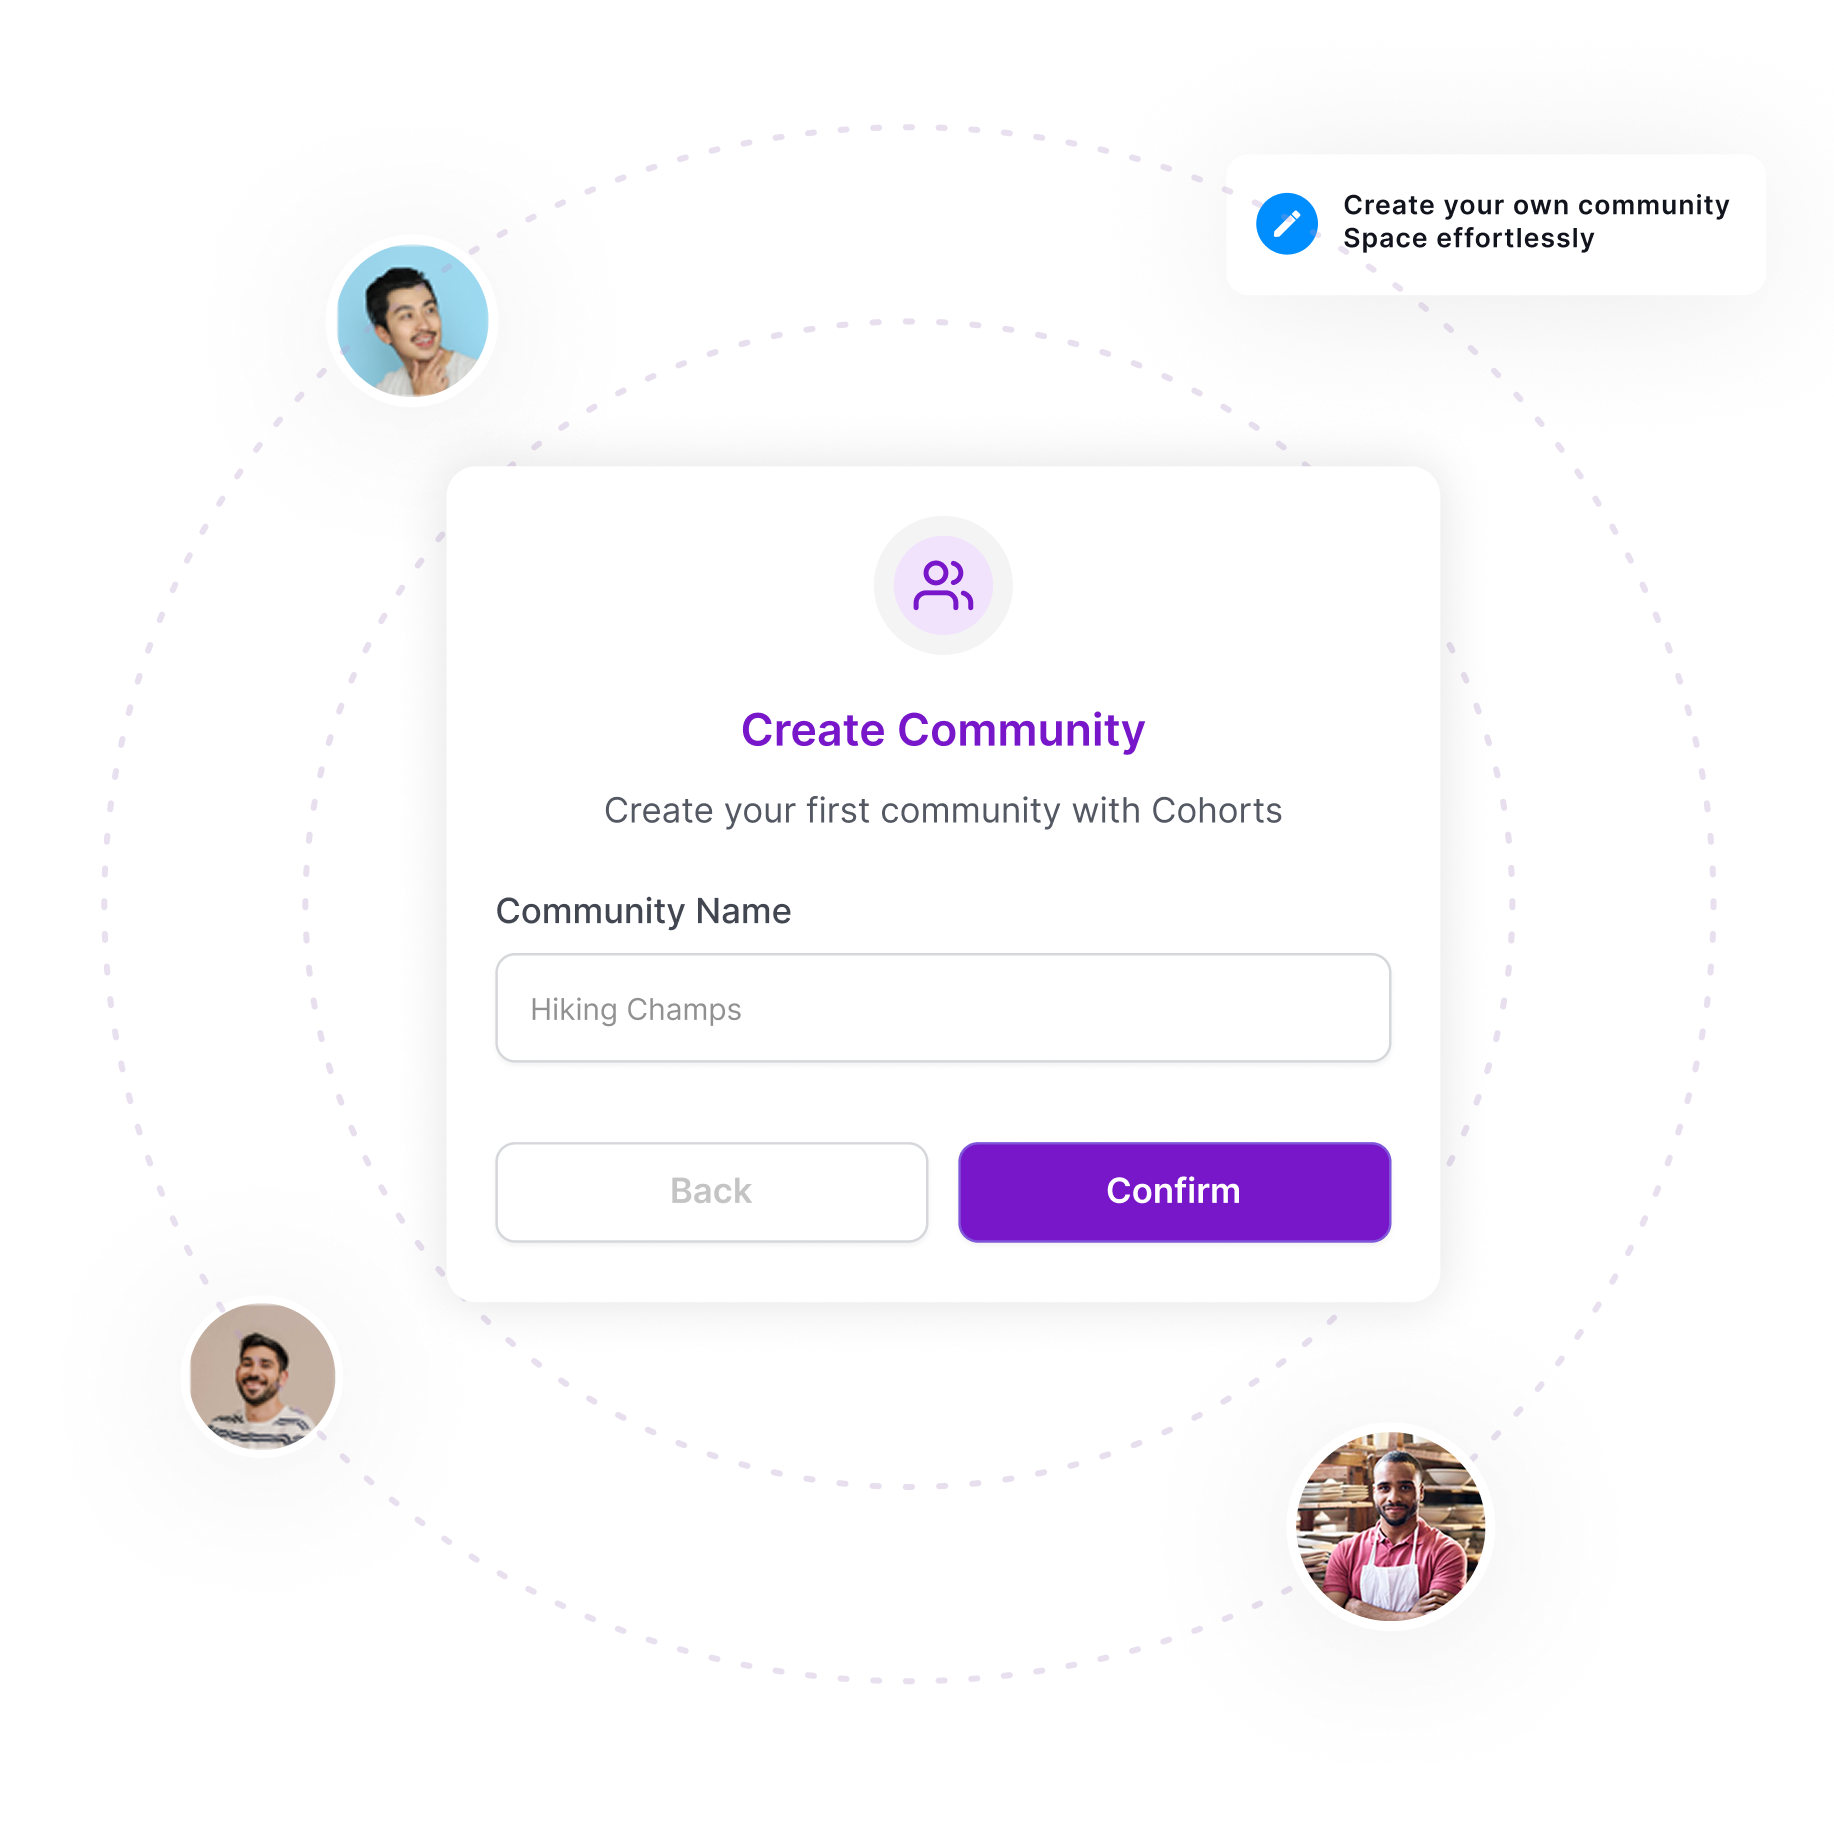 Create your own community
Space effortlessly
Create Community
Create your first community with Cohorts
Community Name
Hiking Champs
Back
Confirm